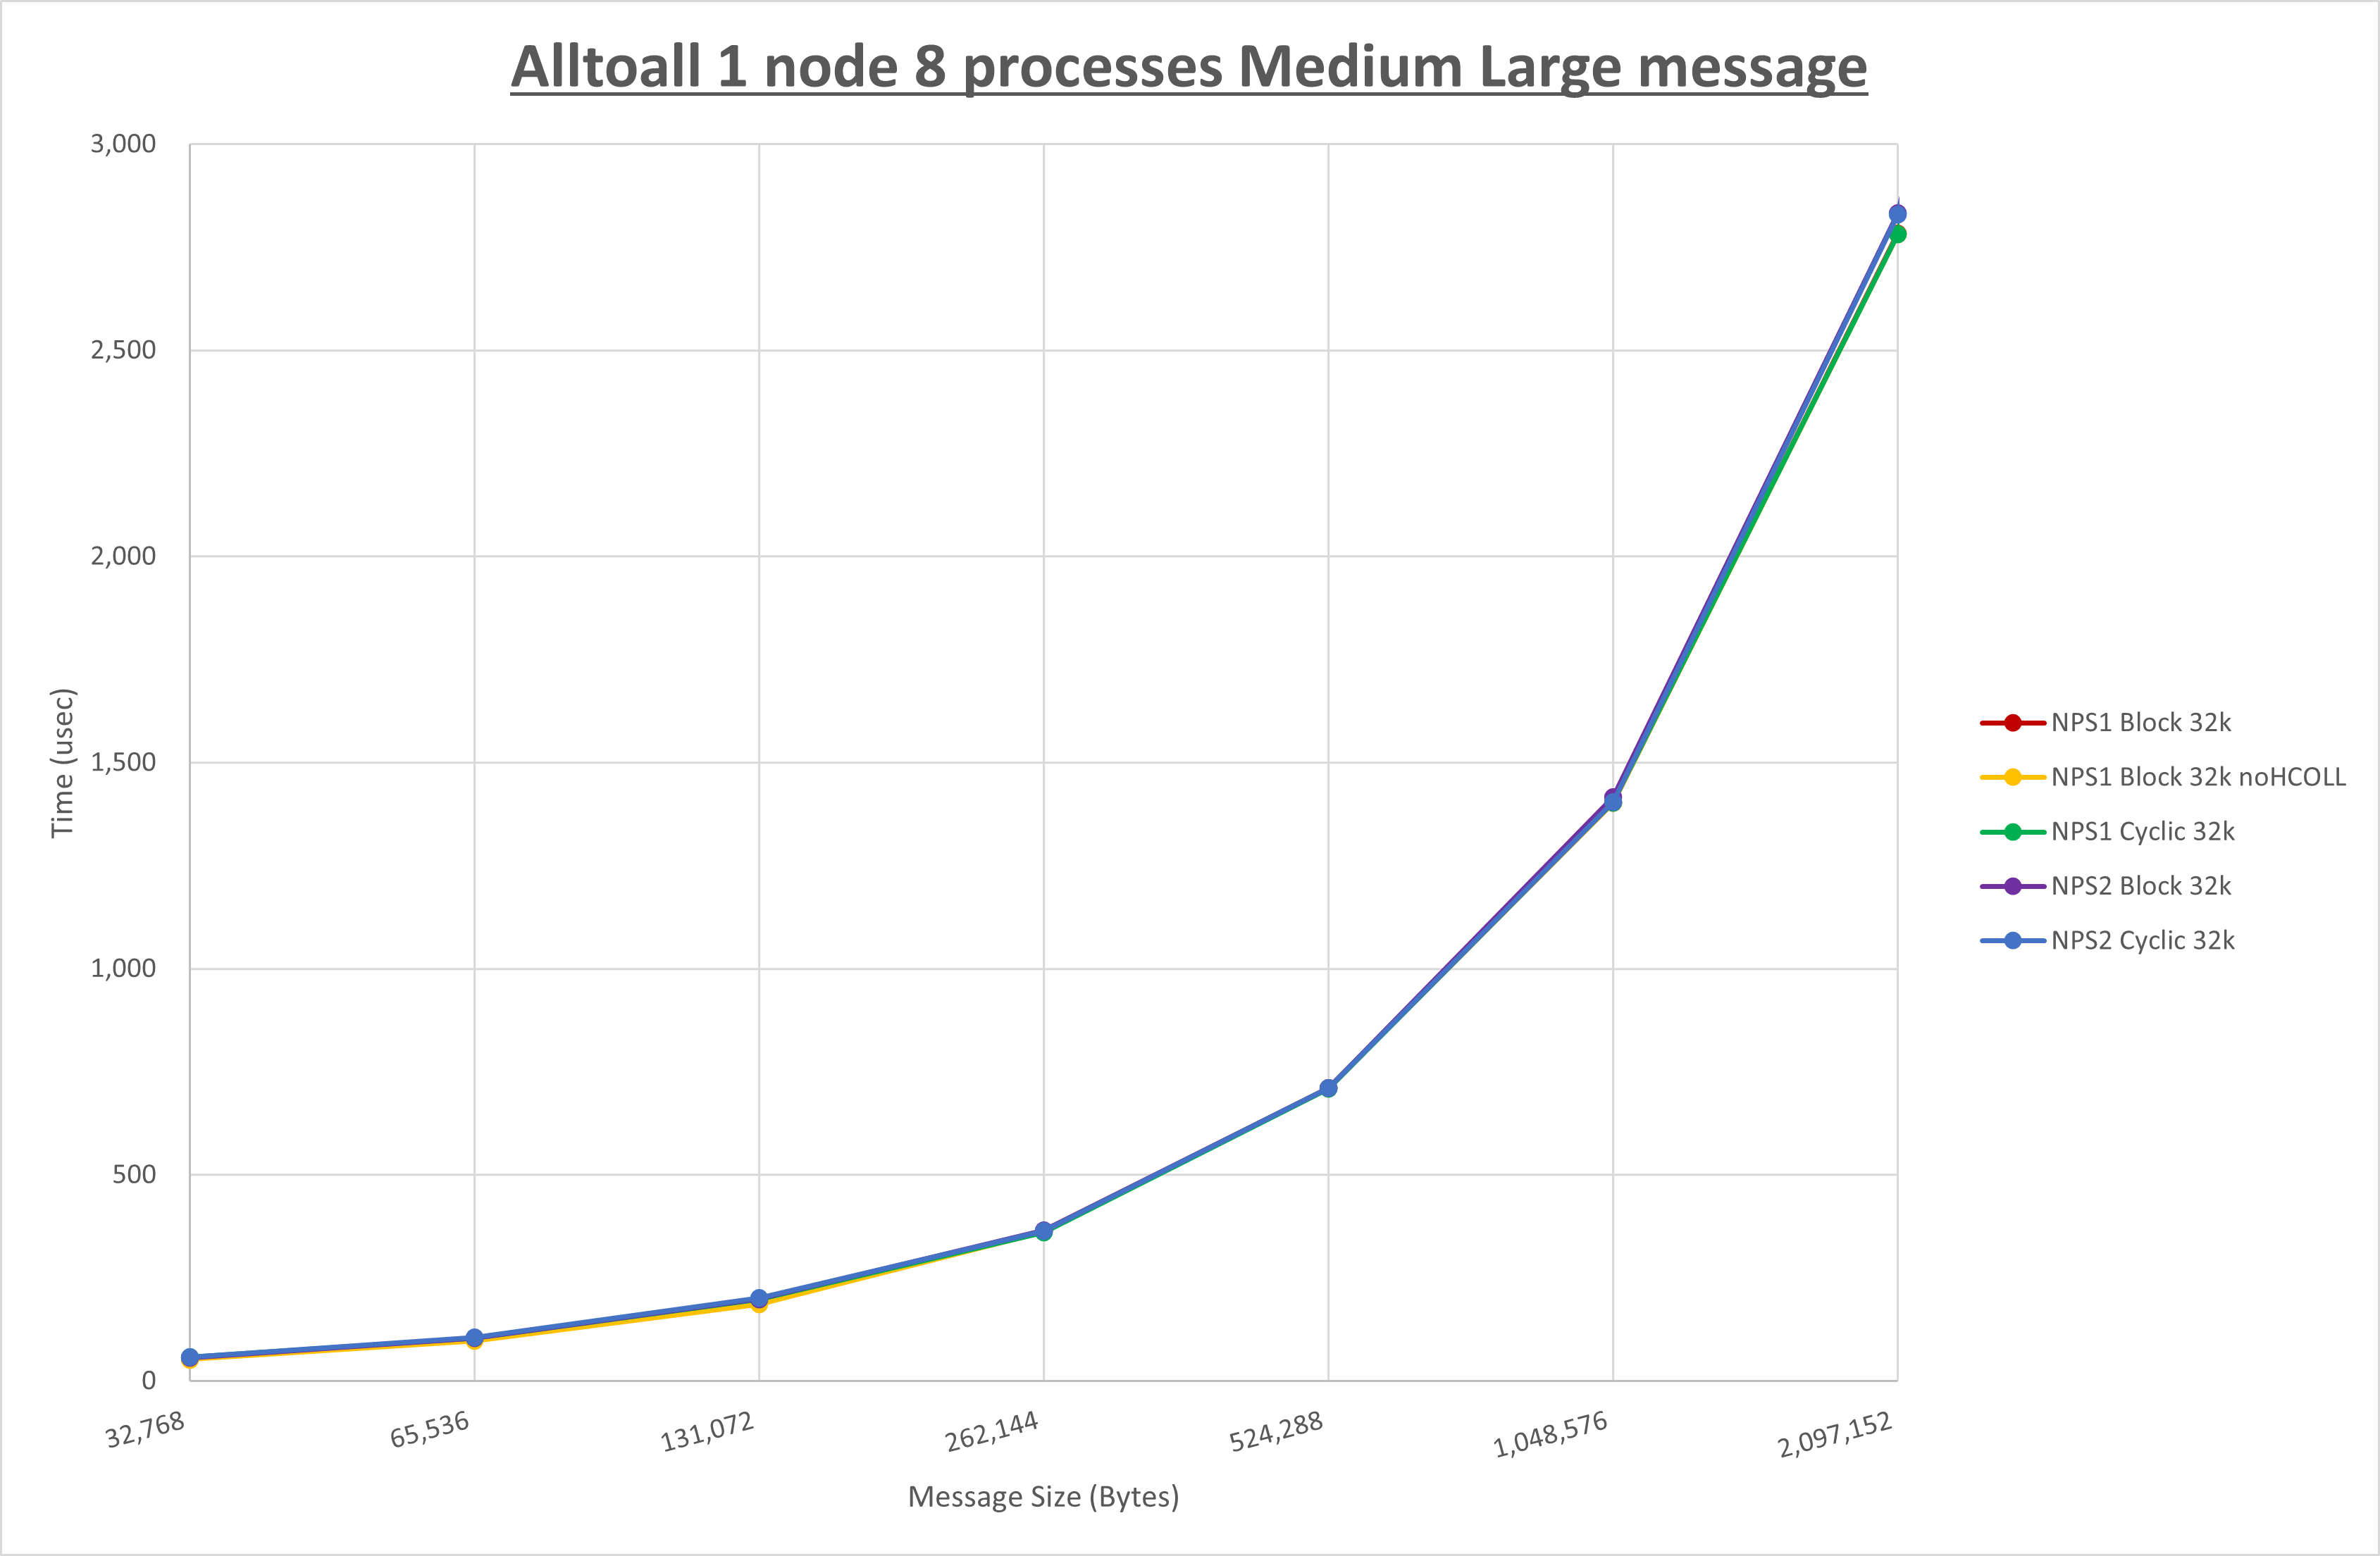 Alltoall 1 node 8 processes Medium Large message
3,000
2,500
2,000
1,500
1,000
500
0
Time (usec)
32,768
65,536
131,072
262,144
524,288
1,048,576
2,097,152
Message Size (Bytes)
NPS1 Block 32k
NPS1 Block 32k noHCOLL
NPS1 Cyclic 32k
NPS2 Block 32k
NPS2 Cyclic 32k